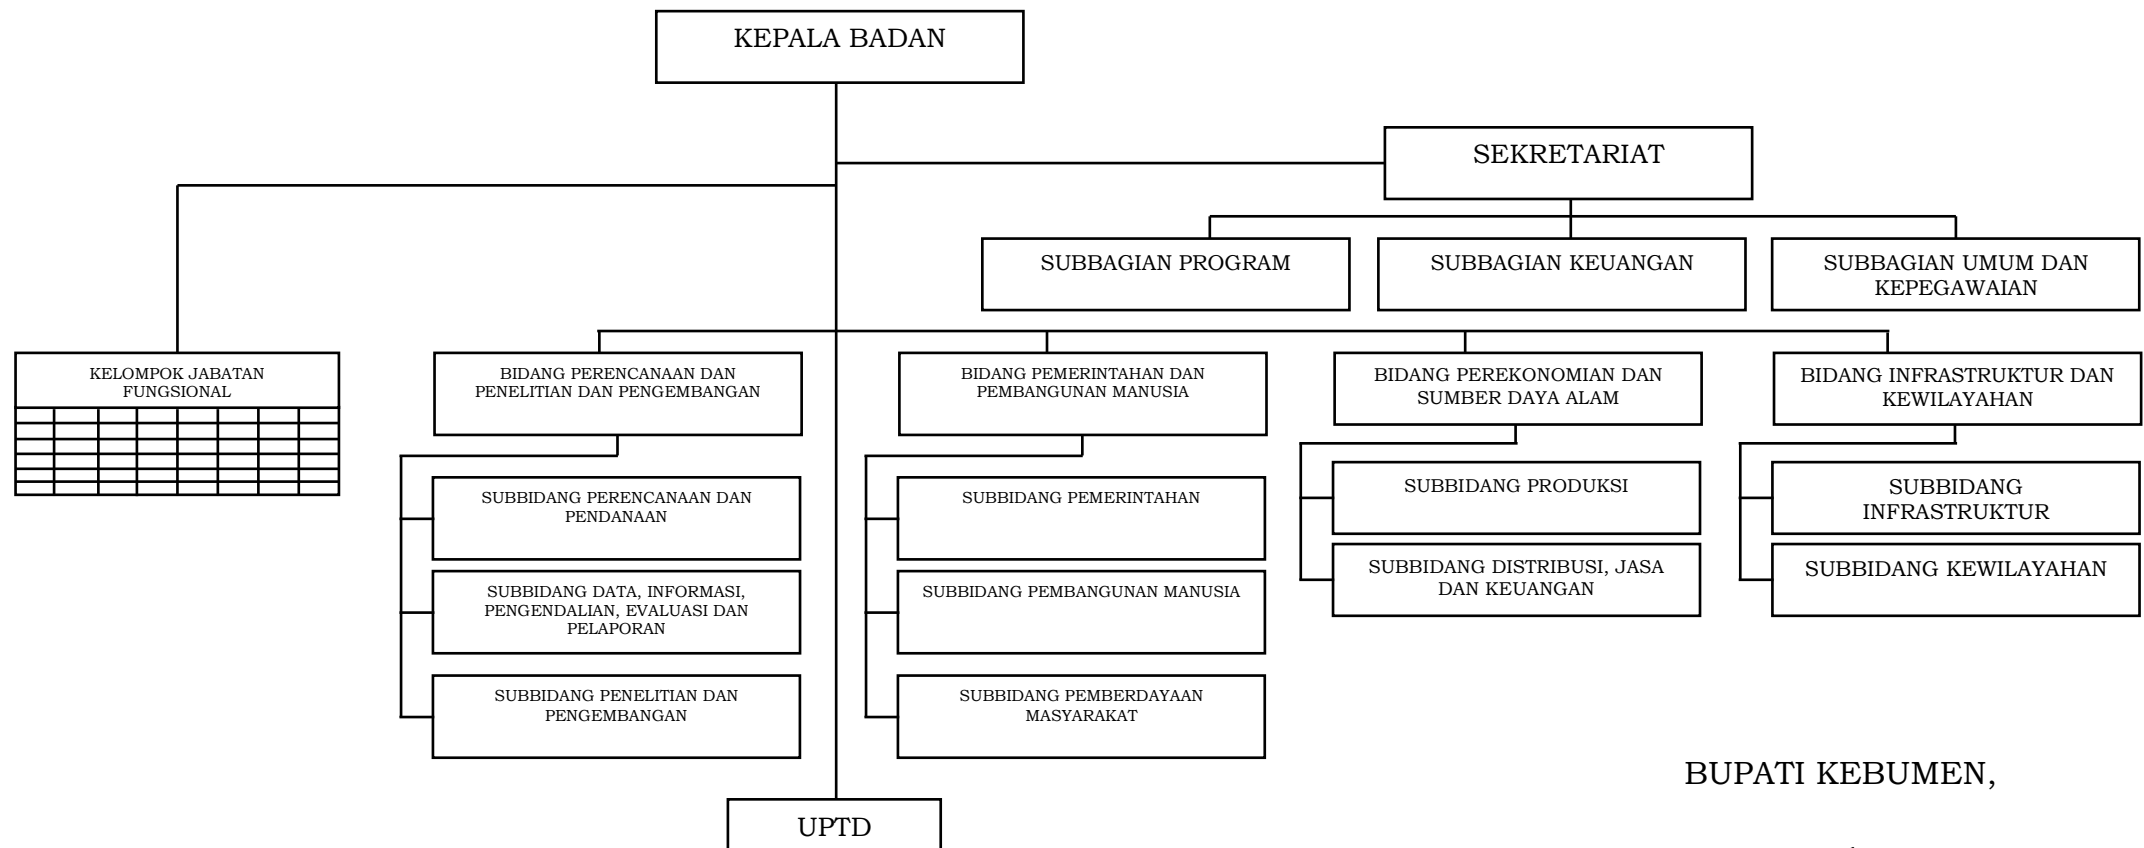 KEPALA BADAN
SEKRETARIAT
SUBBAGIAN PROGRAM
SUBBAGIAN KEUANGAN
SUBBAGIAN UMUM DAN
KEPEGAWAIAN
KELOMPOK JABATAN
FUNGSIONAL
BIDANG PERENCANAAN DAN
PENELITIAN DAN PENGEMBANGAN
BIDANG PEMERINTAHAN DAN
PEMBANGUNAN MANUSIA
BIDANG PEREKONOMIAN DAN
SUMBER DAYA ALAM
BIDANG INFRASTRUKTUR DAN
KEWILAYAHAN
SUBBIDANG PERENCANAAN DAN
PENDANAAN
SUBBIDANG DATA, INFORMASI,
PENGENDALIAN, EVALUASI DAN
PELAPORAN
SUBBIDANG PENELITIAN DAN
PENGEMBANGAN
SUBBIDANG PEMERINTAHAN
SUBBIDANG PEMBANGUNAN MANUSIA
SUBBIDANG PEMBERDAYAAN
MASYARAKAT
SUBBIDANG PRODUKSI
SUBBIDANG DISTRIBUSI, JASA
DAN KEUANGAN
SUBBIDANG
INFRASTRUKTUR
SUBBIDANG KEWILAYAHAN
BUPATI KEBUMEN,
UPTD